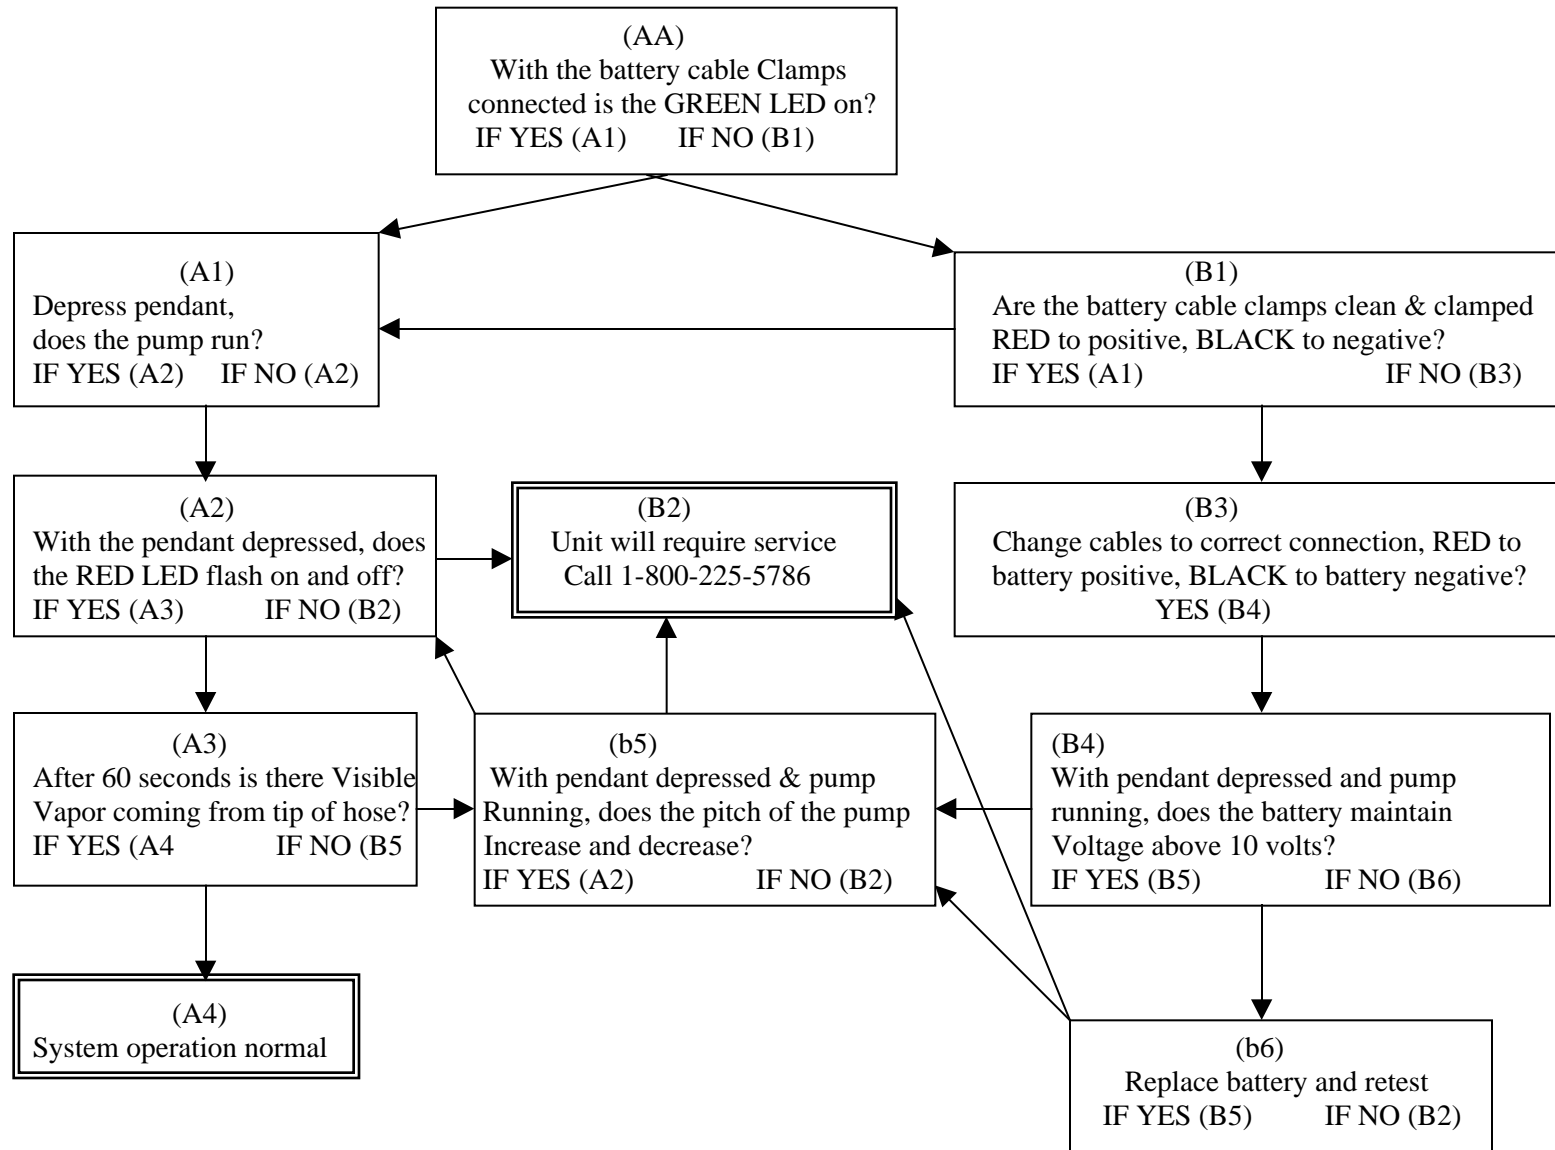 (AA)
With the battery cable Clamps
connected is the GREEN LED on?
IF YES (A1) IF NO (B1)
(A1)
Depress pendant,
does the pump run?
IF YES (A2) IF NO (A2)
(B1)
Are the battery cable clamps clean & clamped
RED to positive, BLACK to negative?
IF YES (A1) IF NO (B3)
(A2)
With the pendant depressed, does
the RED LED flash on and off?
IF YES (A3) IF NO (B2)
(B2)
Unit will require service
Call 1-800-225-5786
(B3)
Change cables to correct connection, RED to
battery positive, BLACK to battery negative?
YES (B4)
(A3)
After 60 seconds is there Visible
Vapor coming from tip of hose?
IF YES (A4 IF NO (B5
(b5)
With pendant depressed & pump
Running, does the pitch of the pump
Increase and decrease?
IF YES (A2) IF NO (B2)
(B4)
With pendant depressed and pump
running, does the battery maintain
Voltage above 10 volts?
IF YES (B5) IF NO (B6)
(A4)
System operation normal
(b6)
Replace battery and retest
IF YES (B5) IF NO (B2)